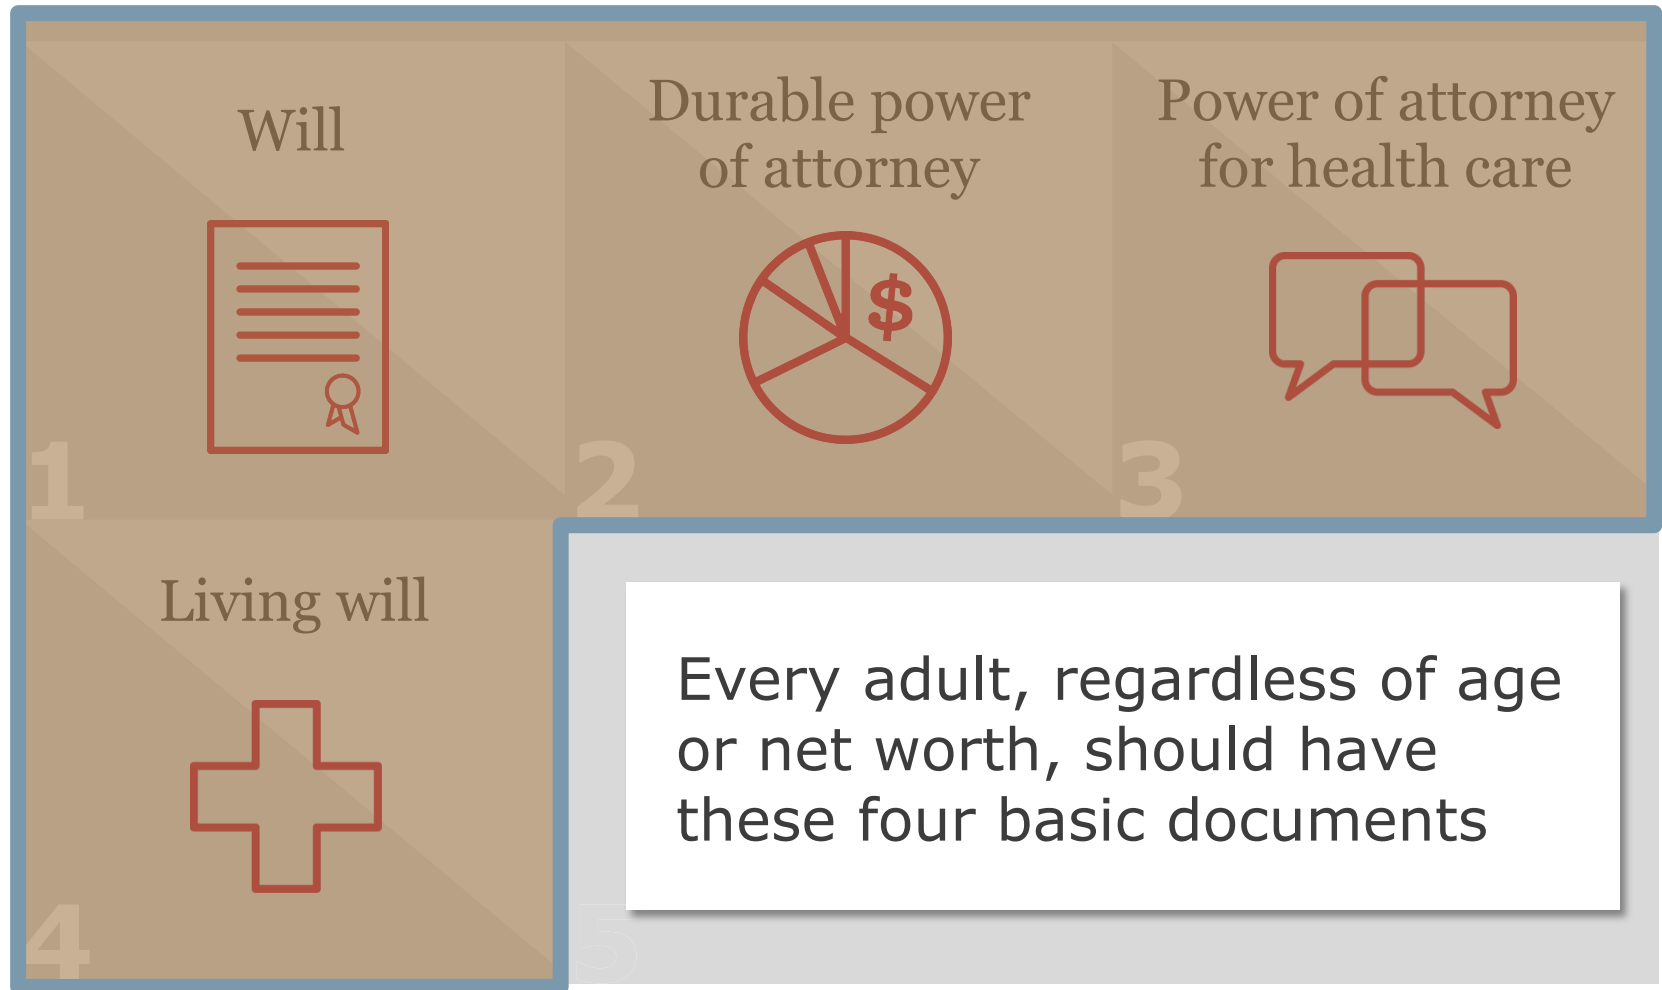 Will
Durable power
of attorney
$
Power of attorney
for health care
1
2
3
Living will
Every adult, regardless of age
or net worth, should have
these four basic documents
4
5